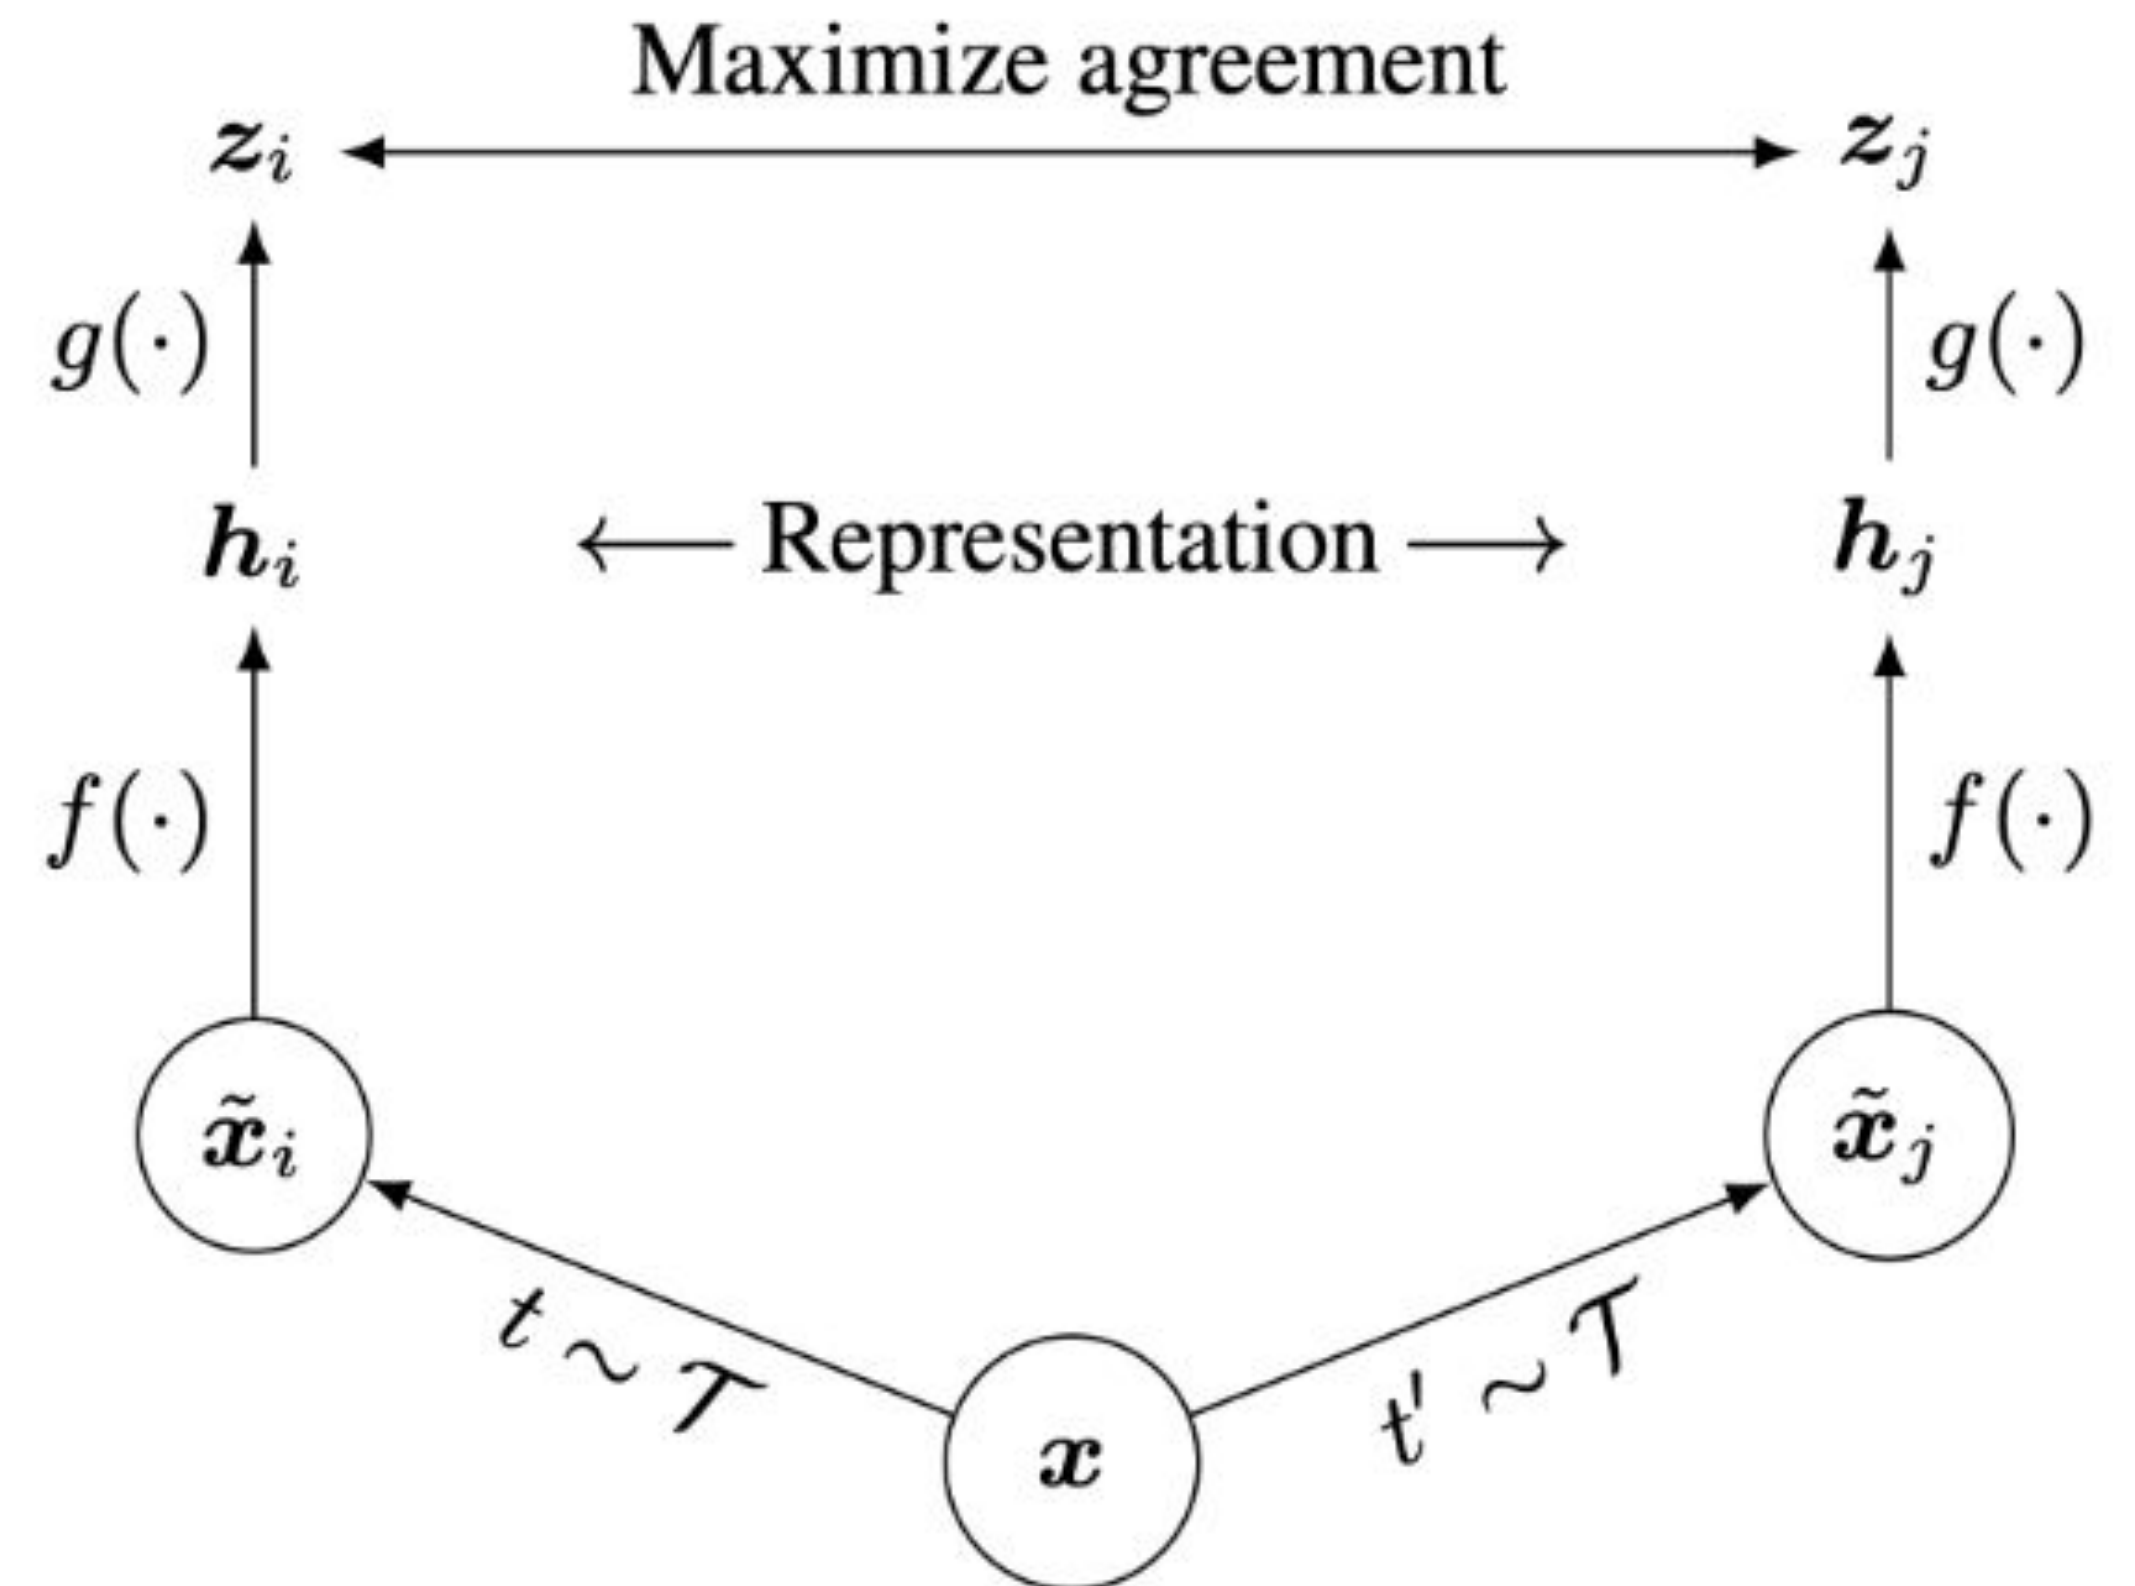 Maximize agreement
z_i z_j
g(·) g(·)
h_i ← Representation → h_j
f(·) f(·)
x̃_i x̃_j
t ~ 𝒯 t′ ~ 𝒯
x